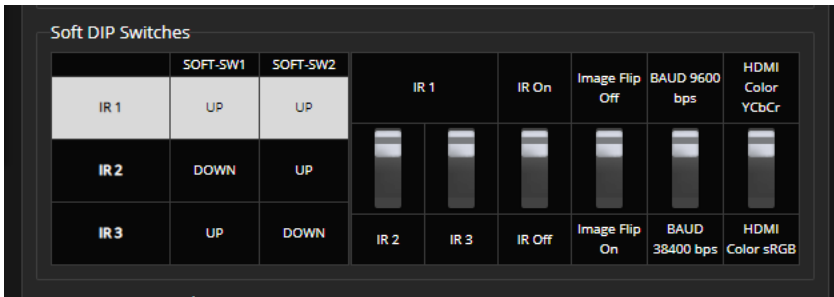 Soft DIP Switches
SOFT-SW1 SOFT-SW2
IR 1 UP UP
IR 2 DOWN UP
IR 3 UP DOWN
IR 1
IR On
Image Flip
Off
BAUD 9600
bps
HDMI
Color
YCbCr
IR 2
IR 3
IR Off
Image Flip
On
BAUD
38400 bps
HDMI
Color sRGB